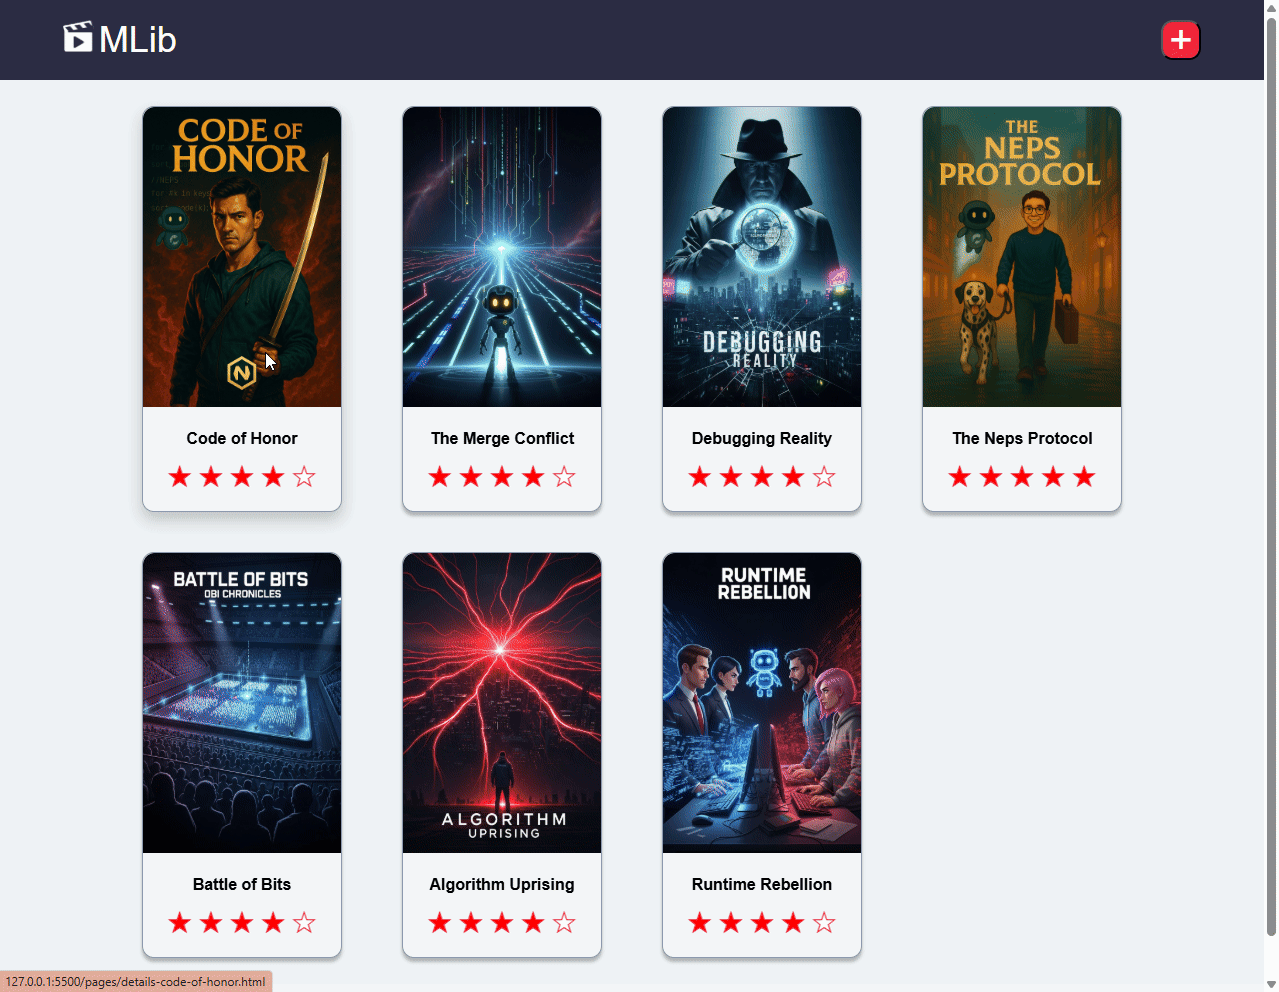 MLib
CODE OF
HONOR
DEBUGGING
REALITY
THE
NEPS
PROTOCOL
N
Code of Honor
The Merge Conflict
Debugging Reality
The Neps Protocol
BATTLE OF BITS
OBI CHRONICLES
ALGORITHM
UPRISING
RUNTIME
REBELLION
Battle of Bits
Algorithm Uprising
Runtime Rebellion
127.0.0.1:5500/pages/details-code-of-honor.html